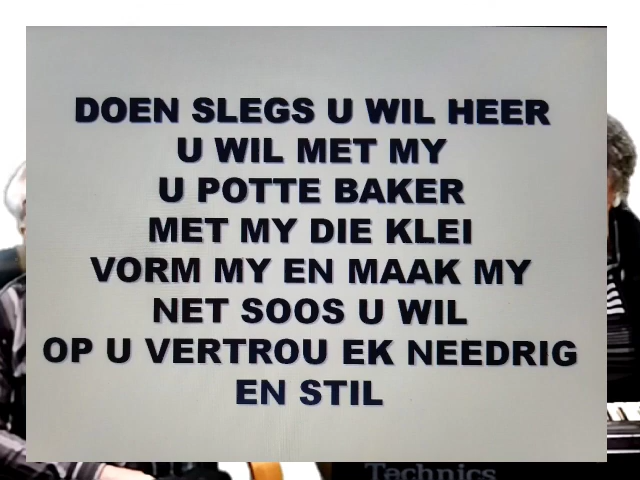 DOEN SLEGS U WIL HEER
U WIL MET MY
U POTTE BAKER
MET MY DIE KLEI
VORM MY EN MAAK MY
NET SOOS U WIL
OP U VERTROU EK NEEDRIG
EN STIL
Technics